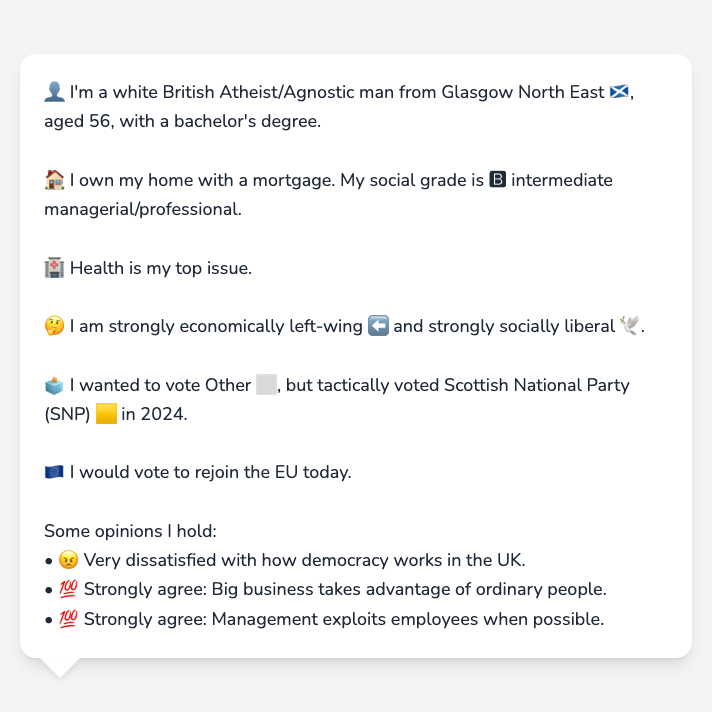 👤 I'm a white British Atheist/Agnostic man from Glasgow North East 🏴󠁧󠁢󠁳󠁣󠁴󠁿,
aged 56, with a bachelor's degree.
🏠 I own my home with a mortgage. My social grade is 🅱 intermediate
managerial/professional.
🏥 Health is my top issue.
🤔 I am strongly economically left-wing ⬅️ and strongly socially liberal 🕊️.
🗳️ I wanted to vote Other ⬜, but tactically voted Scottish National Party
(SNP) 🟨 in 2024.
🇪🇺 I would vote to rejoin the EU today.
Some opinions I hold:
• 😠 Very dissatisfied with how democracy works in the UK.
• 💯 Strongly agree: Big business takes advantage of ordinary people.
• 💯 Strongly agree: Management exploits employees when possible.